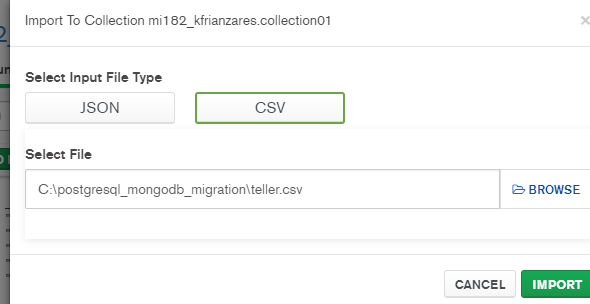 Import To Collection mi182_kfrianzares.collection01
Select Input File Type
JSON CSV
Select File
C:\postgresql_mongodb_migration\teller.csv BROWSE
CANCEL IMPORT